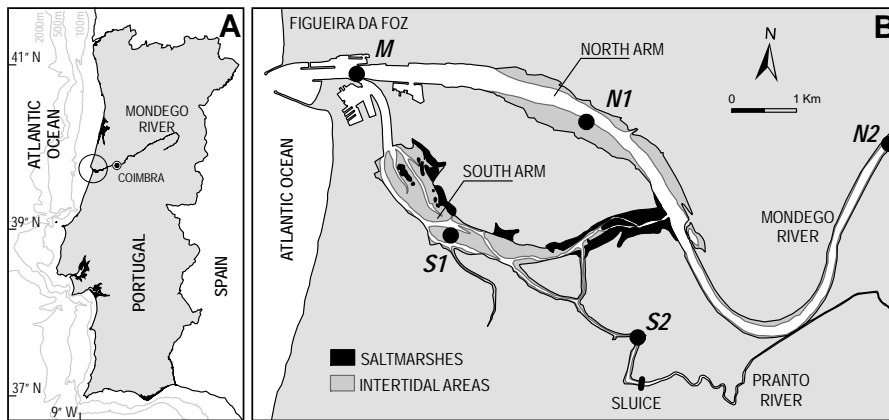 A
2000m
500m
100m
41° N
ATLANTIC
OCEAN
MONDEGO
RIVER
COIMBRA
39° N
PORTUGAL
SPAIN
37° N
9° W
B
FIGUEIRA DA FOZ
M
NORTH ARM
N
0 1 Km
N1
N2
SOUTH ARM
ATLANTIC OCEAN
MONDEGO
RIVER
S1
S2
SALTMARSHES
INTERTIDAL AREAS
SLUICE
PRANTO
RIVER